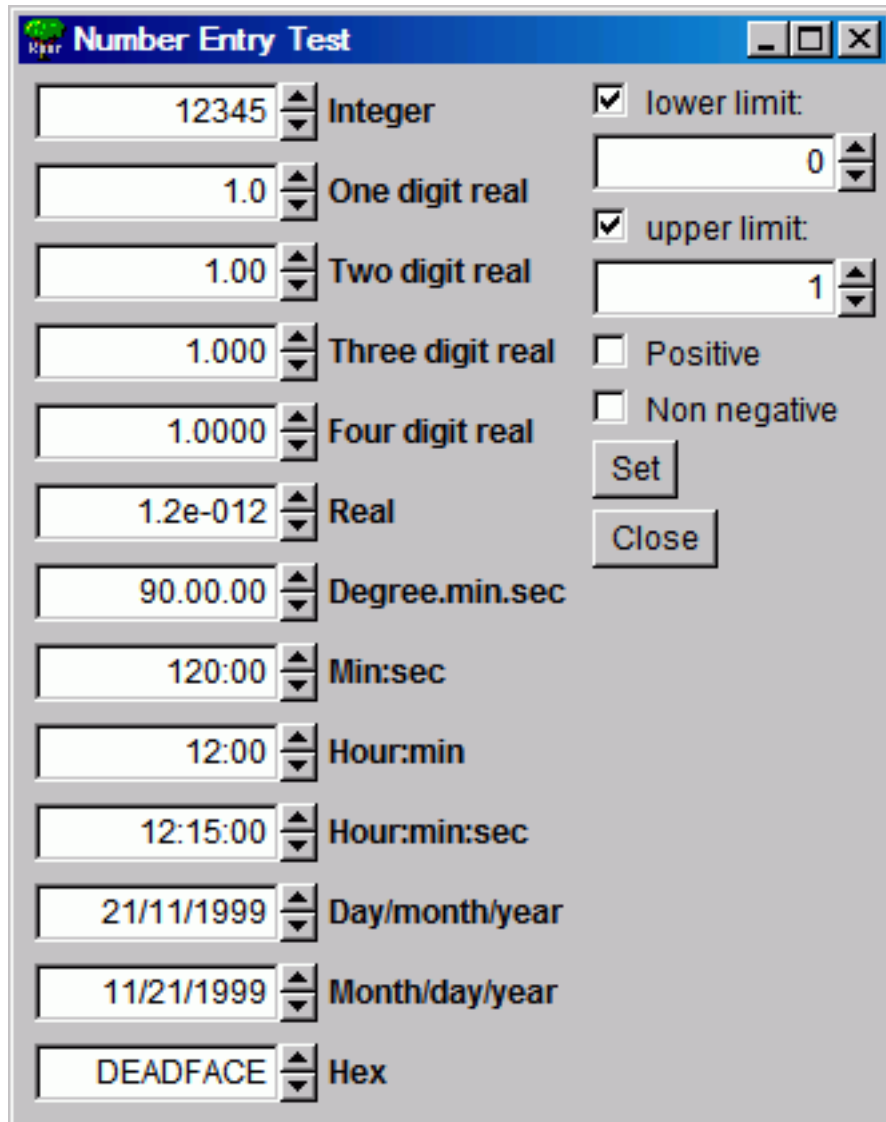 Number Entry Test
12345 Integer
1.0 One digit real
1.00 Two digit real
1.000 Three digit real
1.0000 Four digit real
1.2e-012 Real
90.00.00 Degree.min.sec
120:00 Min:sec
12:00 Hour:min
12:15:00 Hour:min:sec
21/11/1999 Day/month/year
11/21/1999 Month/day/year
DEADFACE Hex
lower limit:
0
upper limit:
1
Positive
Non negative
Set
Close